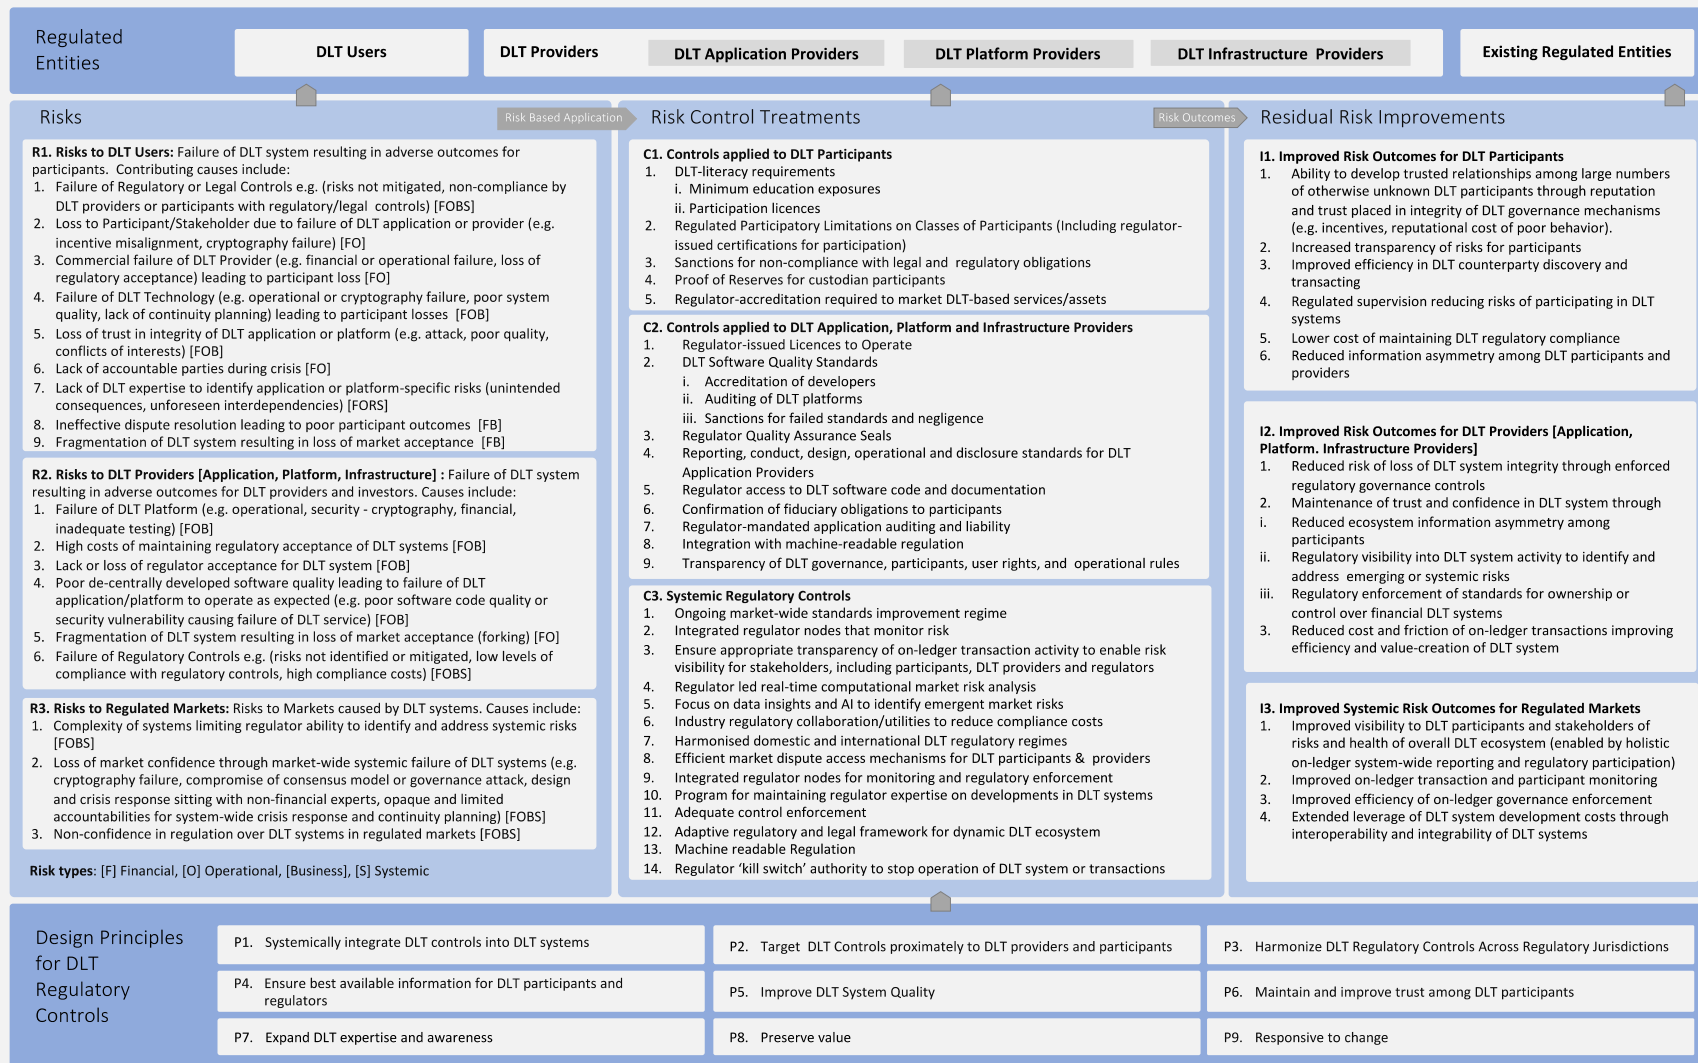 Regulated
Entities
DLT Users
DLT Providers
DLT Application Providers
DLT Platform Providers
DLT Infrastructure  Providers
Existing Regulated Entities
Risks
Risk Based Application
Risk Control Treatments
Risk Outcomes
Residual Risk Improvements
R1. Risks to DLT Users: Failure of DLT system resulting in adverse outcomes for
participants.  Contributing causes include:
1. Failure of Regulatory or Legal Controls e.g. (risks not mitigated, non-compliance by
DLT providers or participants with regulatory/legal  controls) [FOBS]
2. Loss to Participant/Stakeholder due to failure of DLT application or provider (e.g.
incentive misalignment, cryptography failure) [FO]
3. Commercial failure of DLT Provider (e.g. financial or operational failure, loss of
regulatory acceptance) leading to participant loss [FO]
4. Failure of DLT Technology (e.g. operational or cryptography failure, poor system
quality, lack of continuity planning) leading to participant losses  [FOB]
5. Loss of trust in integrity of DLT application or platform (e.g. attack, poor quality,
conflicts of interests) [FOB]
6. Lack of accountable parties during crisis [FO]
7. Lack of DLT expertise to identify application or platform-specific risks (unintended
consequences, unforeseen interdependencies) [FORS]
8. Ineffective dispute resolution leading to poor participant outcomes  [FB]
9. Fragmentation of DLT system resulting in loss of market acceptance  [FB]
R2. Risks to DLT Providers [Application, Platform, Infrastructure] : Failure of DLT system
resulting in adverse outcomes for DLT providers and investors. Causes include:
1. Failure of DLT Platform (e.g. operational, security - cryptography, financial,
inadequate testing) [FOB]
2. High costs of maintaining regulatory acceptance of DLT systems [FOB]
3. Lack or loss of regulator acceptance for DLT system [FOB]
4. Poor de-centrally developed software quality leading to failure of DLT
application/platform to operate as expected (e.g. poor software code quality or
security vulnerability causing failure of DLT service) [FOB]
5. Fragmentation of DLT system resulting in loss of market acceptance (forking) [FO]
6. Failure of Regulatory Controls e.g. (risks not identified or mitigated, low levels of
compliance with regulatory controls, high compliance costs) [FOBS]
R3. Risks to Regulated Markets: Risks to Markets caused by DLT systems. Causes include:
1. Complexity of systems limiting regulator ability to identify and address systemic risks
[FOBS]
2. Loss of market confidence through market-wide systemic failure of DLT systems (e.g.
cryptography failure, compromise of consensus model or governance attack, design
and crisis response sitting with non-financial experts, opaque and limited
accountabilities for system-wide crisis response and continuity planning) [FOBS]
3. Non-confidence in regulation over DLT systems in regulated markets [FOBS]
Risk types: [F] Financial, [O] Operational, [Business], [S] Systemic
C1. Controls applied to DLT Participants
1. DLT-literacy requirements
i. Minimum education exposures
ii. Participation licences
2. Regulated Participatory Limitations on Classes of Participants (Including regulator-
issued certifications for participation)
3. Sanctions for non-compliance with legal and  regulatory obligations
4. Proof of Reserves for custodian participants
5. Regulator-accreditation required to market DLT-based services/assets
C2. Controls applied to DLT Application, Platform and Infrastructure Providers
1. Regulator-issued Licences to Operate
2. DLT Software Quality Standards
i. Accreditation of developers
ii. Auditing of DLT platforms
iii. Sanctions for failed standards and negligence
3. Regulator Quality Assurance Seals
4. Reporting, conduct, design, operational and disclosure standards for DLT
Application Providers
5. Regulator access to DLT software code and documentation
6. Confirmation of fiduciary obligations to participants
7. Regulator-mandated application auditing and liability
8. Integration with machine-readable regulation
9. Transparency of DLT governance, participants, user rights, and  operational rules
C3. Systemic Regulatory Controls
1. Ongoing market-wide standards improvement regime
2. Integrated regulator nodes that monitor risk
3. Ensure appropriate transparency of on-ledger transaction activity to enable risk
visibility for stakeholders, including participants, DLT providers and regulators
4. Regulator led real-time computational market risk analysis
5. Focus on data insights and AI to identify emergent market risks
6. Industry regulatory collaboration/utilities to reduce compliance costs
7. Harmonised domestic and international DLT regulatory regimes
8. Efficient market dispute access mechanisms for DLT participants &  providers
9. Integrated regulator nodes for monitoring and regulatory enforcement
10. Program for maintaining regulator expertise on developments in DLT systems
11. Adequate control enforcement
12. Adaptive regulatory and legal framework for dynamic DLT ecosystem
13. Machine readable Regulation
14. Regulator ‘kill switch’ authority to stop operation of DLT system or transactions
I1. Improved Risk Outcomes for DLT Participants
1. Ability to develop trusted relationships among large numbers
of otherwise unknown DLT participants through reputation
and trust placed in integrity of DLT governance mechanisms
(e.g. incentives, reputational cost of poor behavior).
2. Increased transparency of risks for participants
3. Improved efficiency in DLT counterparty discovery and
transacting
4. Regulated supervision reducing risks of participating in DLT
systems
5. Lower cost of maintaining DLT regulatory compliance
6. Reduced information asymmetry among DLT participants and
providers
I2. Improved Risk Outcomes for DLT Providers [Application,
Platform. Infrastructure Providers]
1. Reduced risk of loss of DLT system integrity through enforced
regulatory governance controls
2. Maintenance of trust and confidence in DLT system through
i. Reduced ecosystem information asymmetry among
participants
ii. Regulatory visibility into DLT system activity to identify and
address  emerging or systemic risks
iii. Regulatory enforcement of standards for ownership or
control over financial DLT systems
3. Reduced cost and friction of on-ledger transactions improving
efficiency and value-creation of DLT system
I3. Improved Systemic Risk Outcomes for Regulated Markets
1. Improved visibility to DLT participants and stakeholders of
risks and health of overall DLT ecosystem (enabled by holistic
on-ledger system-wide reporting and regulatory participation)
2. Improved on-ledger transaction and participant monitoring
3. Improved efficiency of on-ledger governance enforcement
4. Extended leverage of DLT system development costs through
interoperability and integrability of DLT systems
Design Principles
for DLT
Regulatory
Controls
P1. Systemically integrate DLT controls into DLT systems
P2. Target  DLT Controls proximately to DLT providers and participants
P3. Harmonize DLT Regulatory Controls Across Regulatory Jurisdictions
P4. Ensure best available information for DLT participants and
regulators
P5. Improve DLT System Quality
P6. Maintain and improve trust among DLT participants
P7. Expand DLT expertise and awareness
P8. Preserve value
P9. Responsive to change